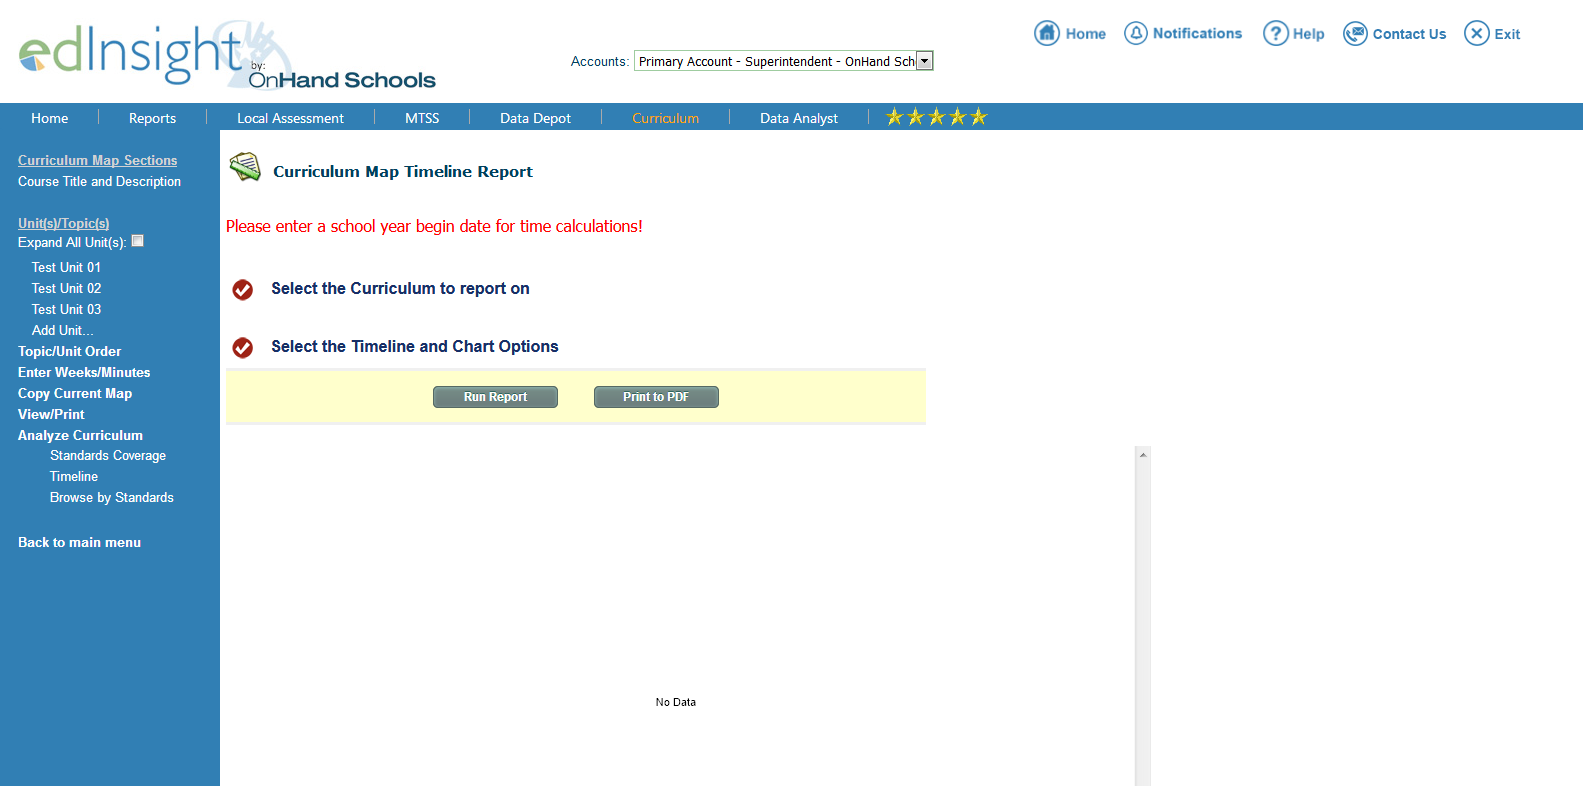 edInsight
by:
OnHand Schools
Accounts: Primary Account - Superintendent - OnHand Sch
Home
Notifications
Help
Contact Us
Exit
Home
Reports
Local Assessment
MTSS
Data Depot
Curriculum
Data Analyst
Curriculum Map Sections
Course Title and Description
Unit(s)/Topic(s)
Expand All Unit(s):
Test Unit 01
Test Unit 02
Test Unit 03
Add Unit...
Topic/Unit Order
Enter Weeks/Minutes
Copy Current Map
View/Print
Analyze Curriculum
Standards Coverage
Timeline
Browse by Standards
Back to main menu
Curriculum Map Timeline Report
Please enter a school year begin date for time calculations!
Select the Curriculum to report on
Select the Timeline and Chart Options
Run Report
Print to PDF
No Data